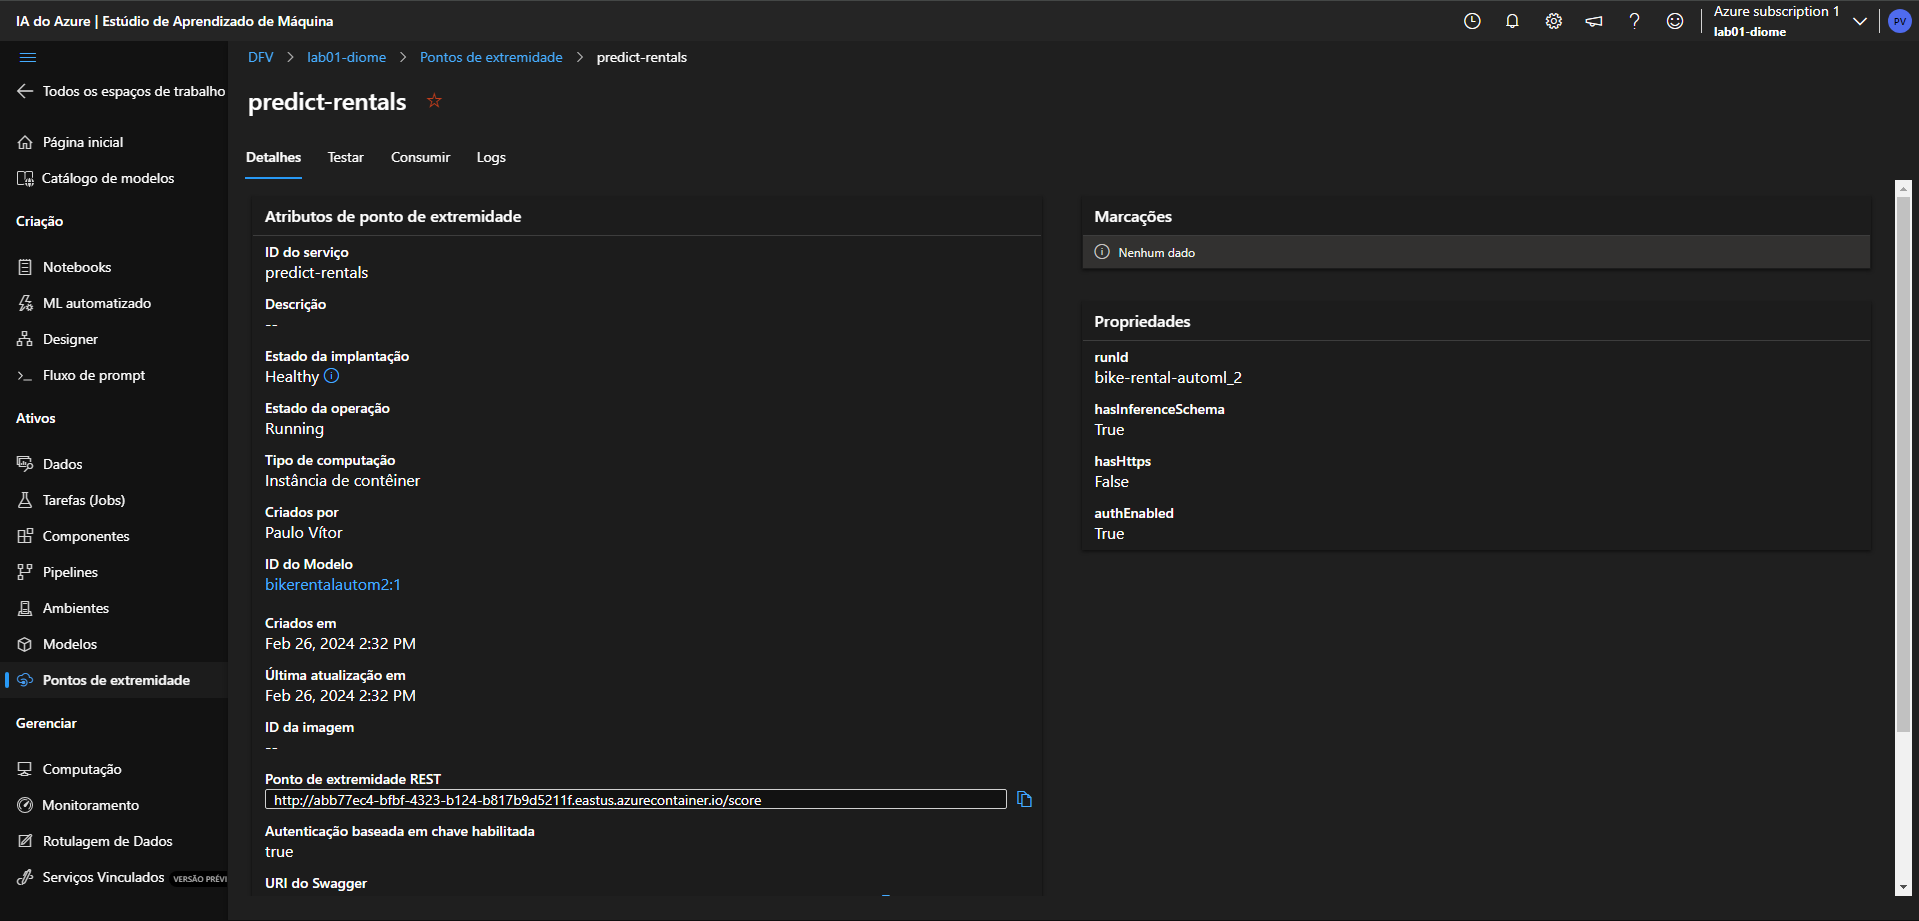 IA do Azure | Estúdio de Aprendizado de Máquina
Azure subscription 1
lab01-diome
PV
Todos os espaços de trabalho
Página inicial
Catálogo de modelos
Criação
Notebooks
ML automatizado
Designer
Fluxo de prompt
Ativos
Dados
Tarefas (Jobs)
Componentes
Pipelines
Ambientes
Modelos
Pontos de extremidade
Gerenciar
Computação
Monitoramento
Rotulagem de Dados
Serviços Vinculados VERSÃO PRÉVI
DFV > lab01-diome > Pontos de extremidade > predict-rentals
predict-rentals
Detalhes Testar Consumir Logs
Atributos de ponto de extremidade
ID do serviço
predict-rentals
Descrição
--
Estado da implantação
Healthy
Estado da operação
Running
Tipo de computação
Instância de contêiner
Criados por
Paulo Vítor
ID do Modelo
bikerentalautom2:1
Criados em
Feb 26, 2024 2:32 PM
Última atualização em
Feb 26, 2024 2:32 PM
ID da imagem
--
Ponto de extremidade REST
http://abb77ec4-bfbf-4323-b124-b817b9d5211f.eastus.azurecontainer.io/score
Autenticação baseada em chave habilitada
true
URI do Swagger
Marcações
Nenhum dado
Propriedades
runId
bike-rental-automl_2
hasInferenceSchema
True
hasHttps
False
authEnabled
True